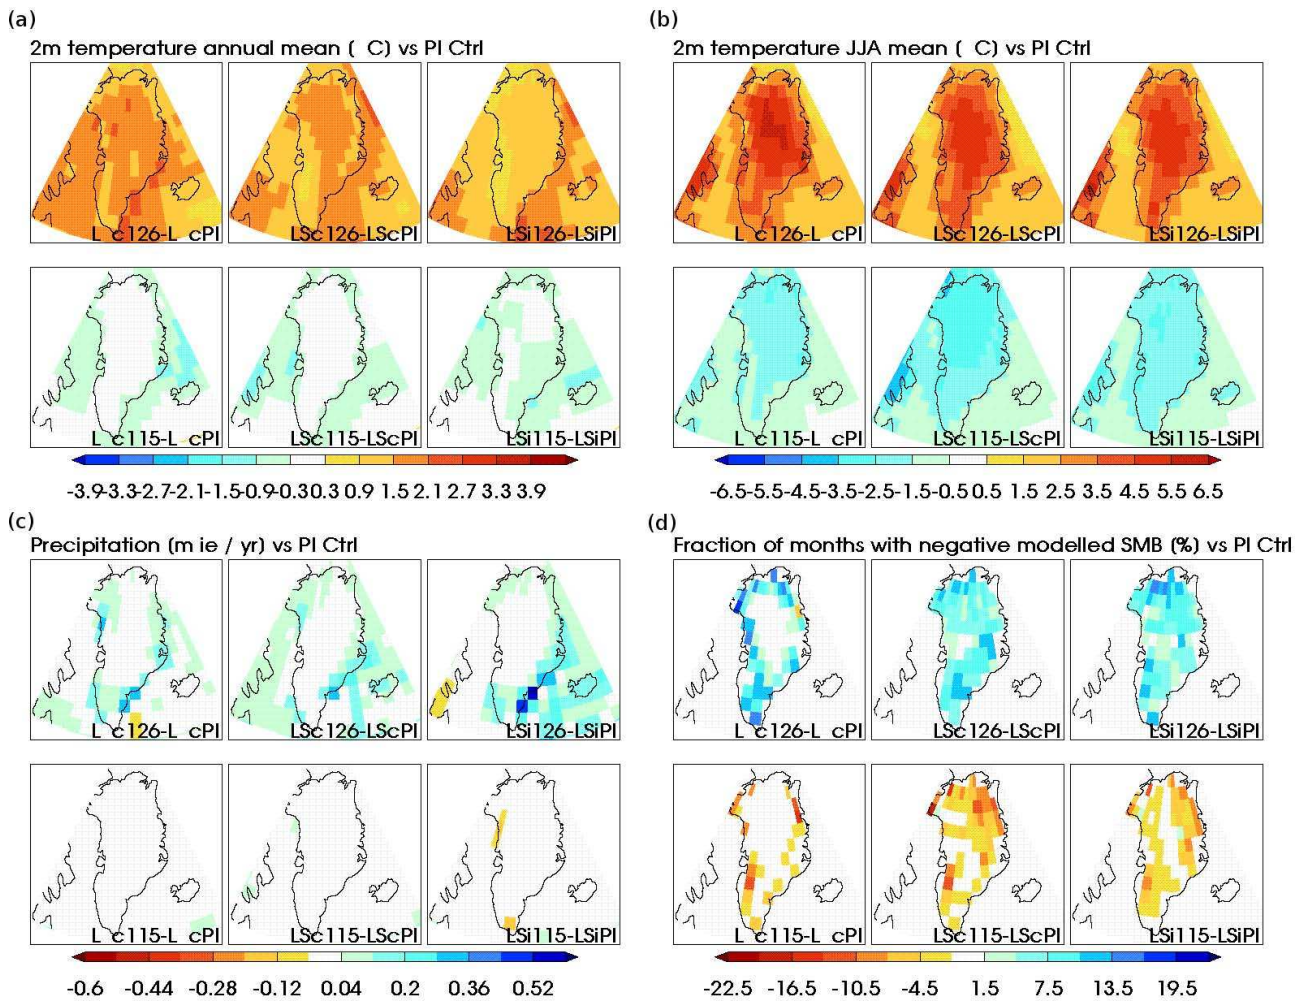 (a)
2m temperature annual mean [ C] vs PI Ctrl
L c126-L cPI
LSc126-LScPI
LSi126-LSiPI
L c115-L cPI
LSc115-LScPI
LSi115-LSiPI
-3.9-3.3-2.7-2.1-1.5-0.9-0.3 0.3 0.9 1.5 2.1 2.7 3.3 3.9
(b)
2m temperature JJA mean [ C] vs PI Ctrl
L c126-L cPI
LSc126-LScPI
LSi126-LSiPI
L c115-L cPI
LSc115-LScPI
LSi115-LSiPI
-6.5-5.5-4.5-3.5-2.5-1.5-0.5 0.5 1.5 2.5 3.5 4.5 5.5 6.5
(c)
Precipitation [m ie / yr] vs PI Ctrl
L c126-L cPI
LSc126-LScPI
LSi126-LSiPI
L c115-L cPI
LSc115-LScPI
LSi115-LSiPI
-0.6 -0.44 -0.28 -0.12 0.04 0.2 0.36 0.52
(d)
Fraction of months with negative modelled SMB [%] vs PI Ctrl
L c126-L cPI
LSc126-LScPI
LSi126-LSiPI
L c115-L cPI
LSc115-LScPI
LSi115-LSiPI
-22.5 -16.5 -10.5 -4.5 1.5 7.5 13.5 19.5